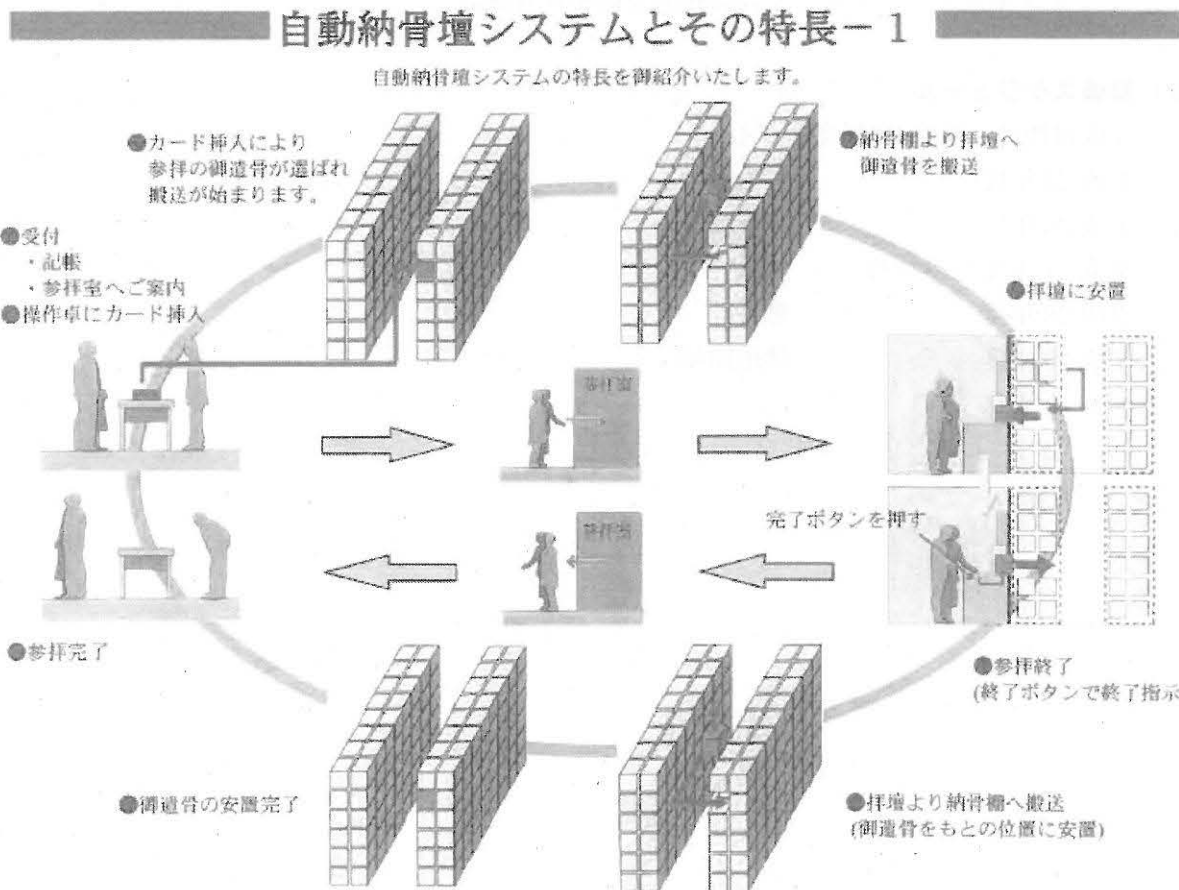 自動納骨壇システムとその特長－1
自動納骨壇システムの特長を御紹介いたします。
●カード挿入により
参拝の御遺骨が選ばれ
搬送が始まります。
●納骨棚より拝壇へ
御遺骨を搬送
●受付
・記帳
・参拝室へご案内
●操作卓にカード挿入
●拝壇に安置
完了ボタンを押す
●参拝完了
●参拝終了
(終了ボタンで終了指示
●御遺骨の安置完了
●拝壇より納骨棚へ搬送
(御遺骨をもとの位置に安置)